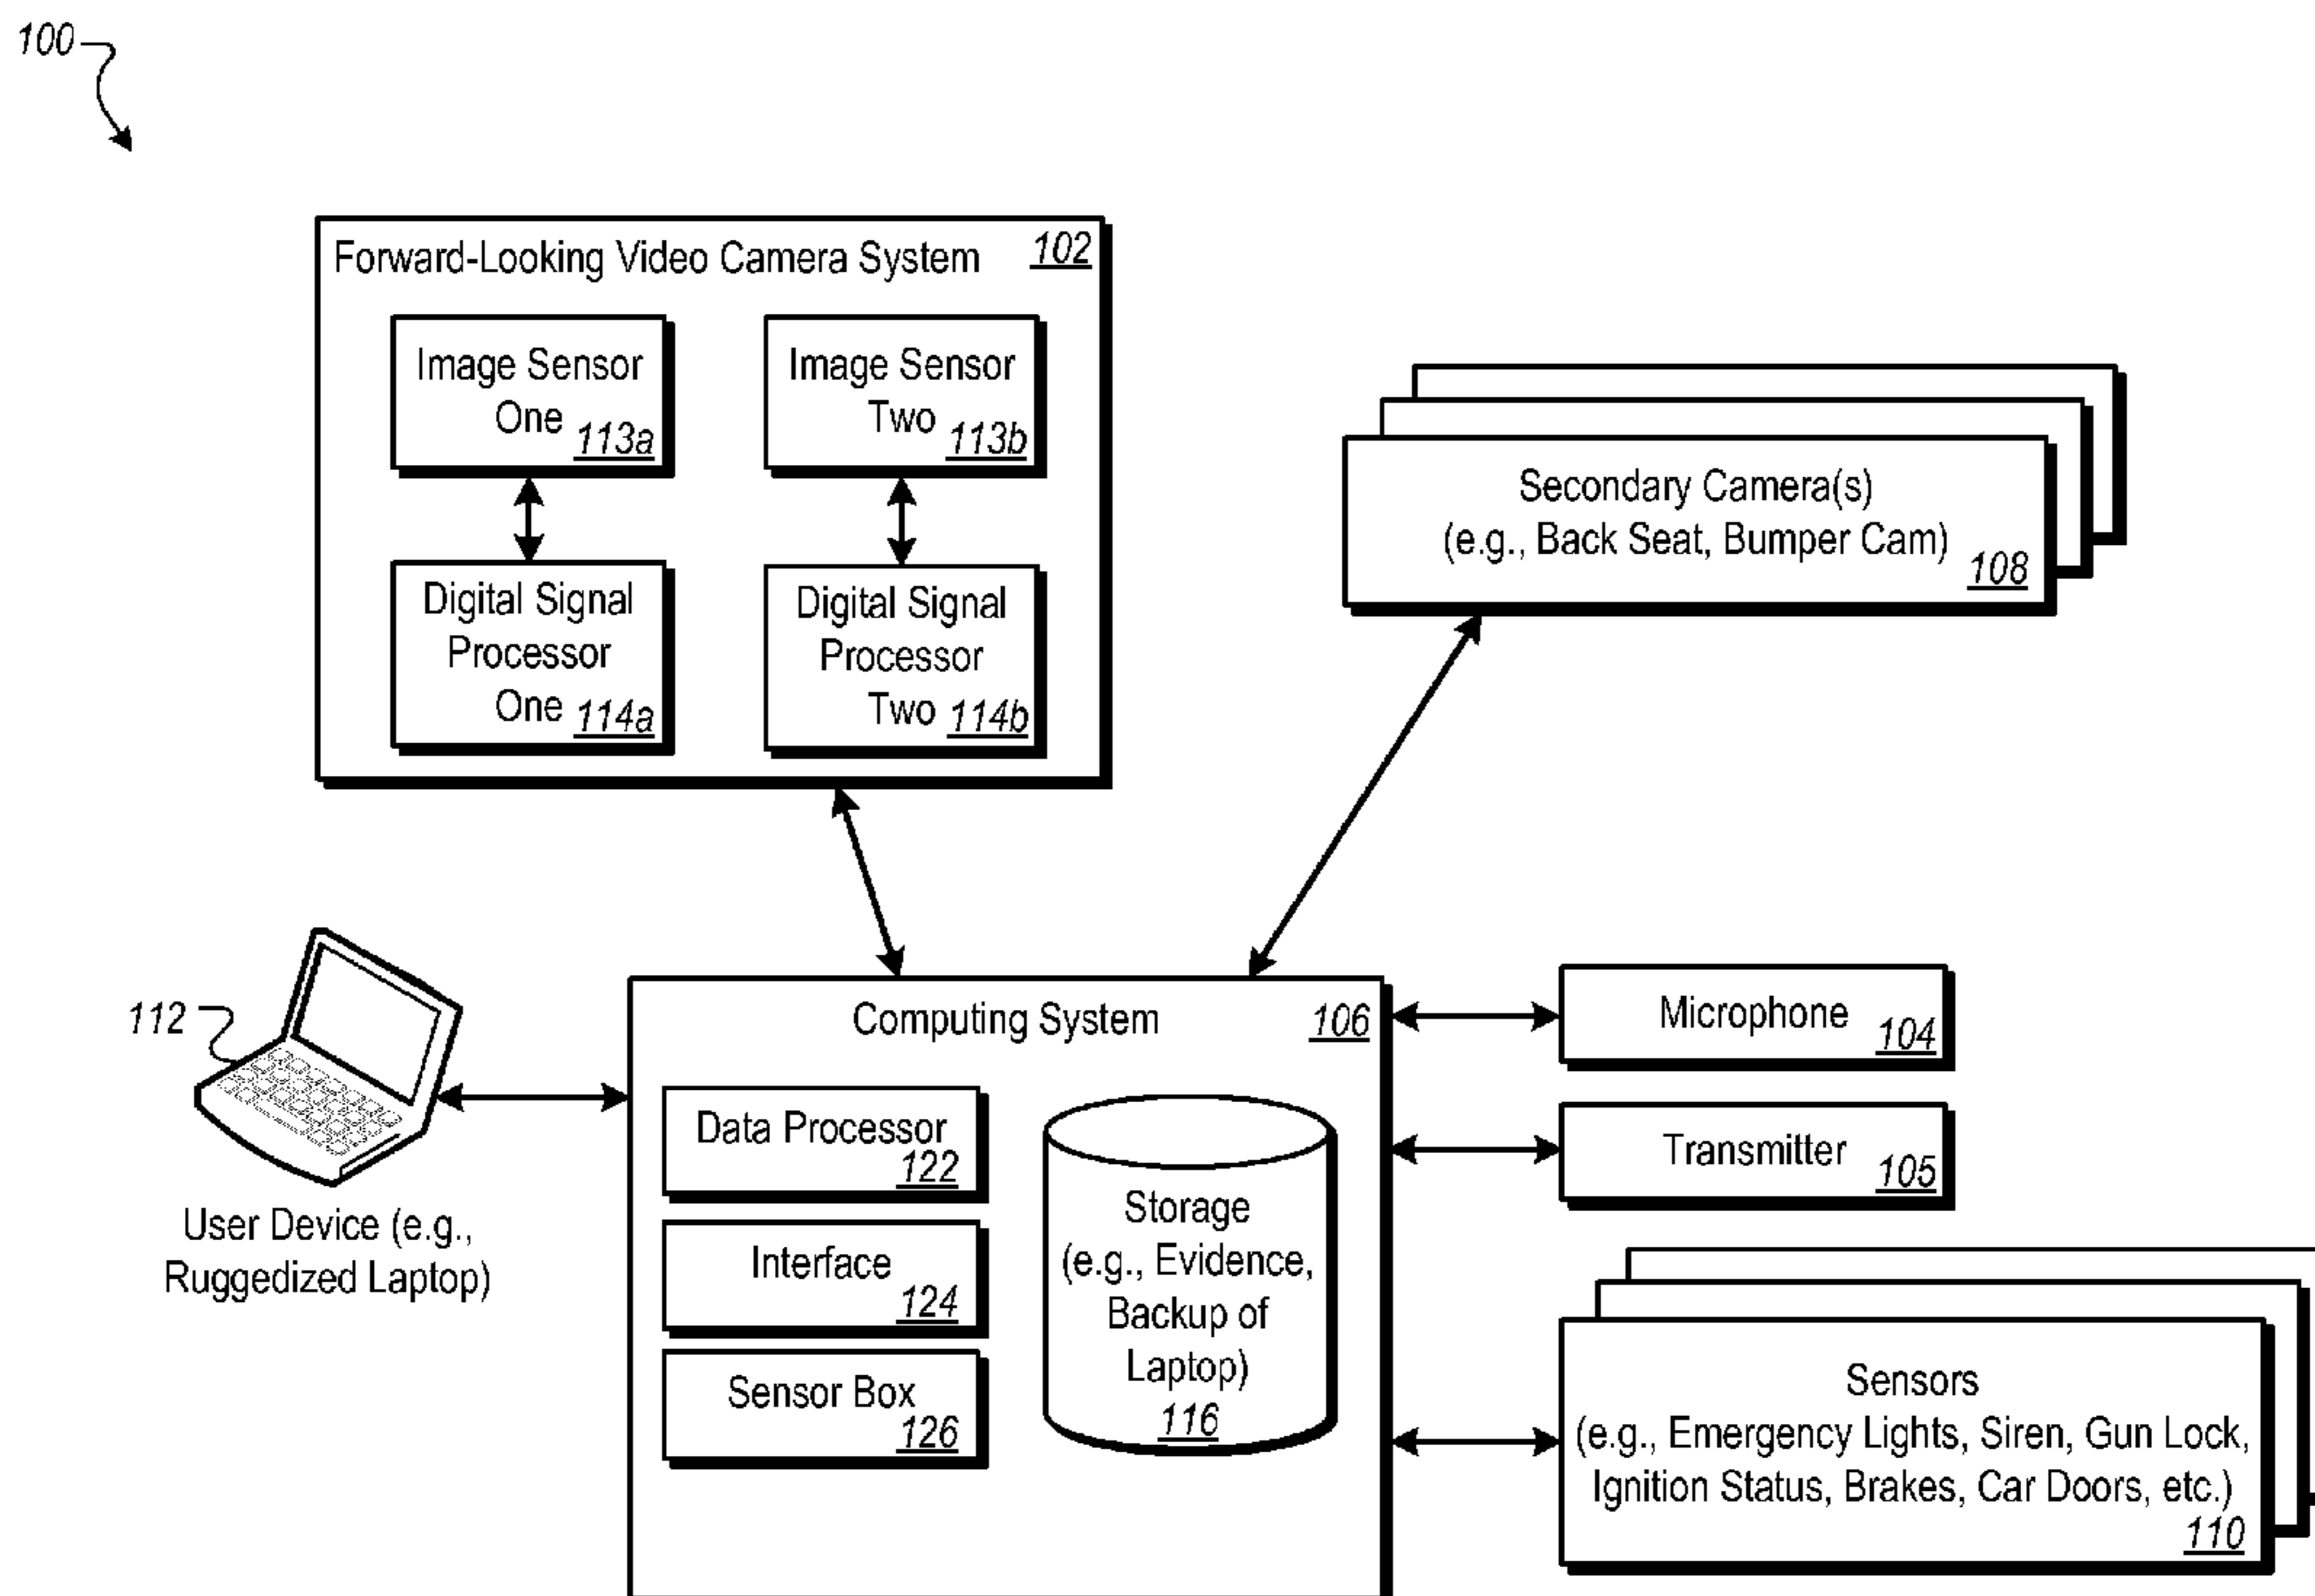 100
Forward-Looking Video Camera System 102
Image Sensor
One 113a
Image Sensor
Two 113b
Digital Signal
Processor
One 114a
Digital Signal
Processor
Two 114b
Secondary Camera(s)
(e.g., Back Seat, Bumper Cam)
108
112
User Device (e.g.,
Ruggedized Laptop)
Computing System 106
Data Processor
122
Interface
124
Sensor Box
126
Storage
(e.g., Evidence,
Backup of
Laptop)
116
Microphone 104
Transmitter 105
Sensors
(e.g., Emergency Lights, Siren, Gun Lock,
Ignition Status, Brakes, Car Doors, etc.)
110